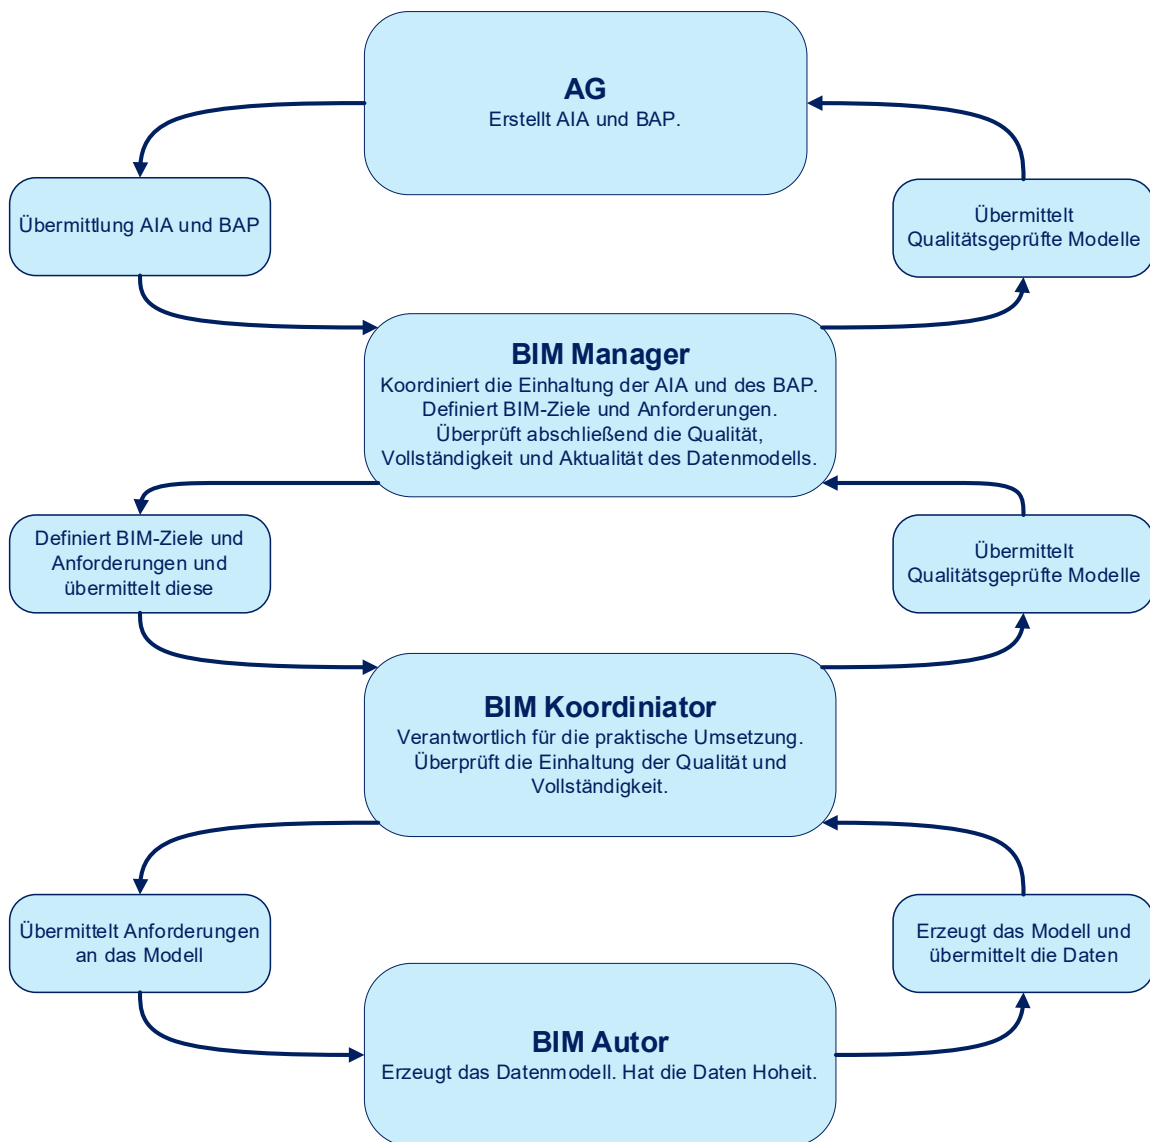 AG
Erstellt AIA und BAP.
Übermittlung AIA und BAP
Übermittelt
Qualitätsgeprüfte Modelle
BIM Manager
Koordiniert die Einhaltung der AIA und des BAP.
Definiert BIM-Ziele und Anforderungen.
Überprüft abschließend die Qualität,
Vollständigkeit und Aktualität des Datenmodells.
Definiert BIM-Ziele und
Anforderungen und
übermittelt diese
Übermittelt
Qualitätsgeprüfte Modelle
BIM Koordiniator
Verantwortlich für die praktische Umsetzung.
Überprüft die Einhaltung der Qualität und
Vollständigkeit.
Übermittelt Anforderungen
an das Modell
Erzeugt das Modell und
übermittelt die Daten
BIM Autor
Erzeugt das Datenmodell. Hat die Daten Hoheit.